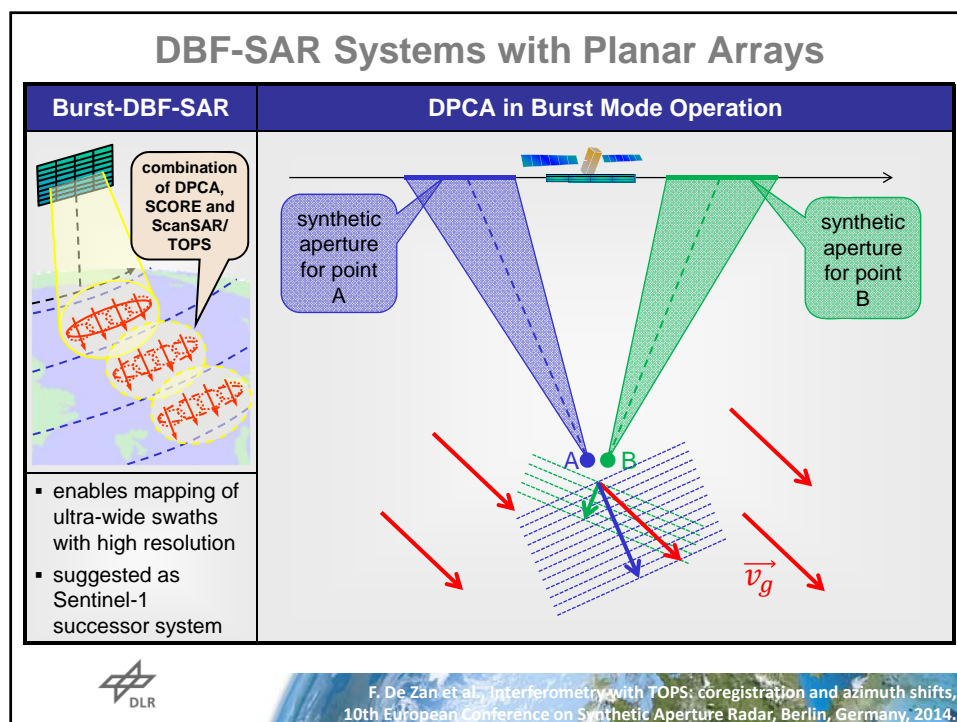 DBF-SAR Systems with Planar Arrays
Burst-DBF-SAR
DPCA in Burst Mode Operation
combination
of DPCA,
SCORE and
ScanSAR/
TOPS
synthetic
aperture
for point
A
synthetic
aperture
for point
B
A
B
v_g
▪ enables mapping of
ultra-wide swaths
with high resolution
▪ suggested as
Sentinel-1
successor system
DLR
F. De Zan et al., Interferometry with TOPS: coregistration and azimuth shifts,
10th European Conference on Synthetic Aperture Radar, Berlin, Germany, 2014.